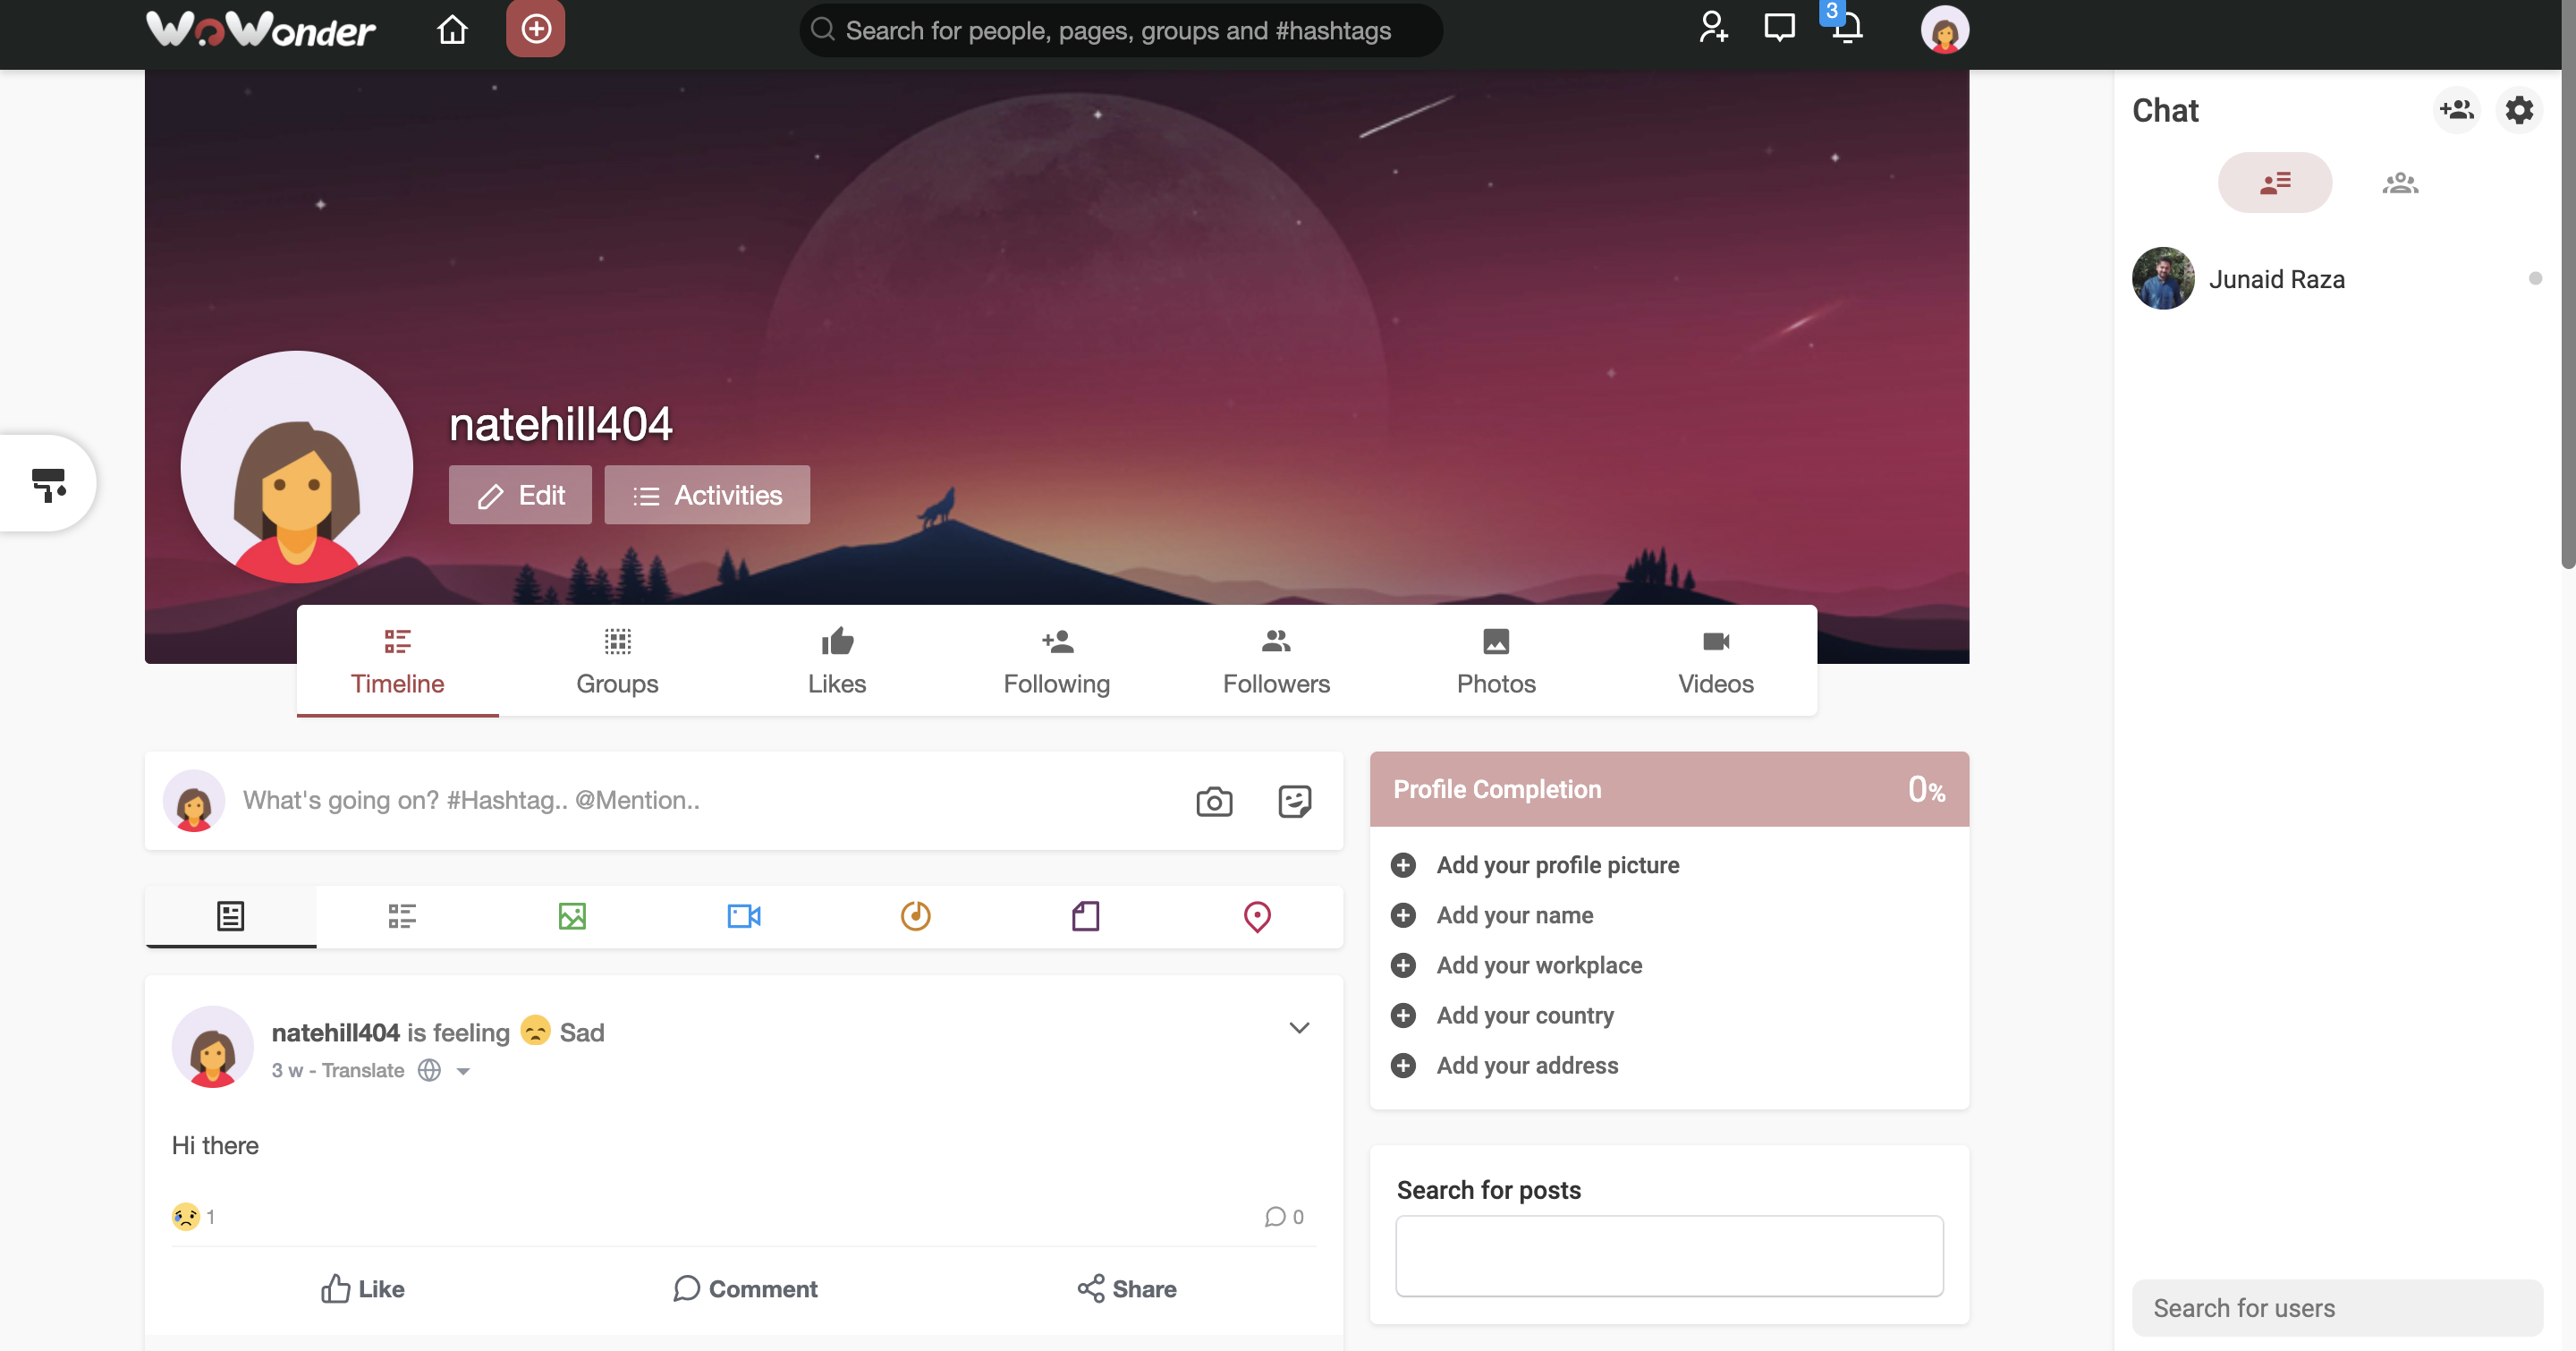 WoWonder
Search for people, pages, groups and #hashtags
3
Chat
Junaid Raza
natehill404
Edit
Activities
Timeline
Groups
Likes
Following
Followers
Photos
Videos
What's going on? #Hashtag.. @Mention..
Profile Completion
0%
Add your profile picture
Add your name
Add your workplace
Add your country
Add your address
natehill404 is feeling 😞 Sad
3 w - Translate
Hi there
1
0
Like
Comment
Share
Search for posts
Search for users